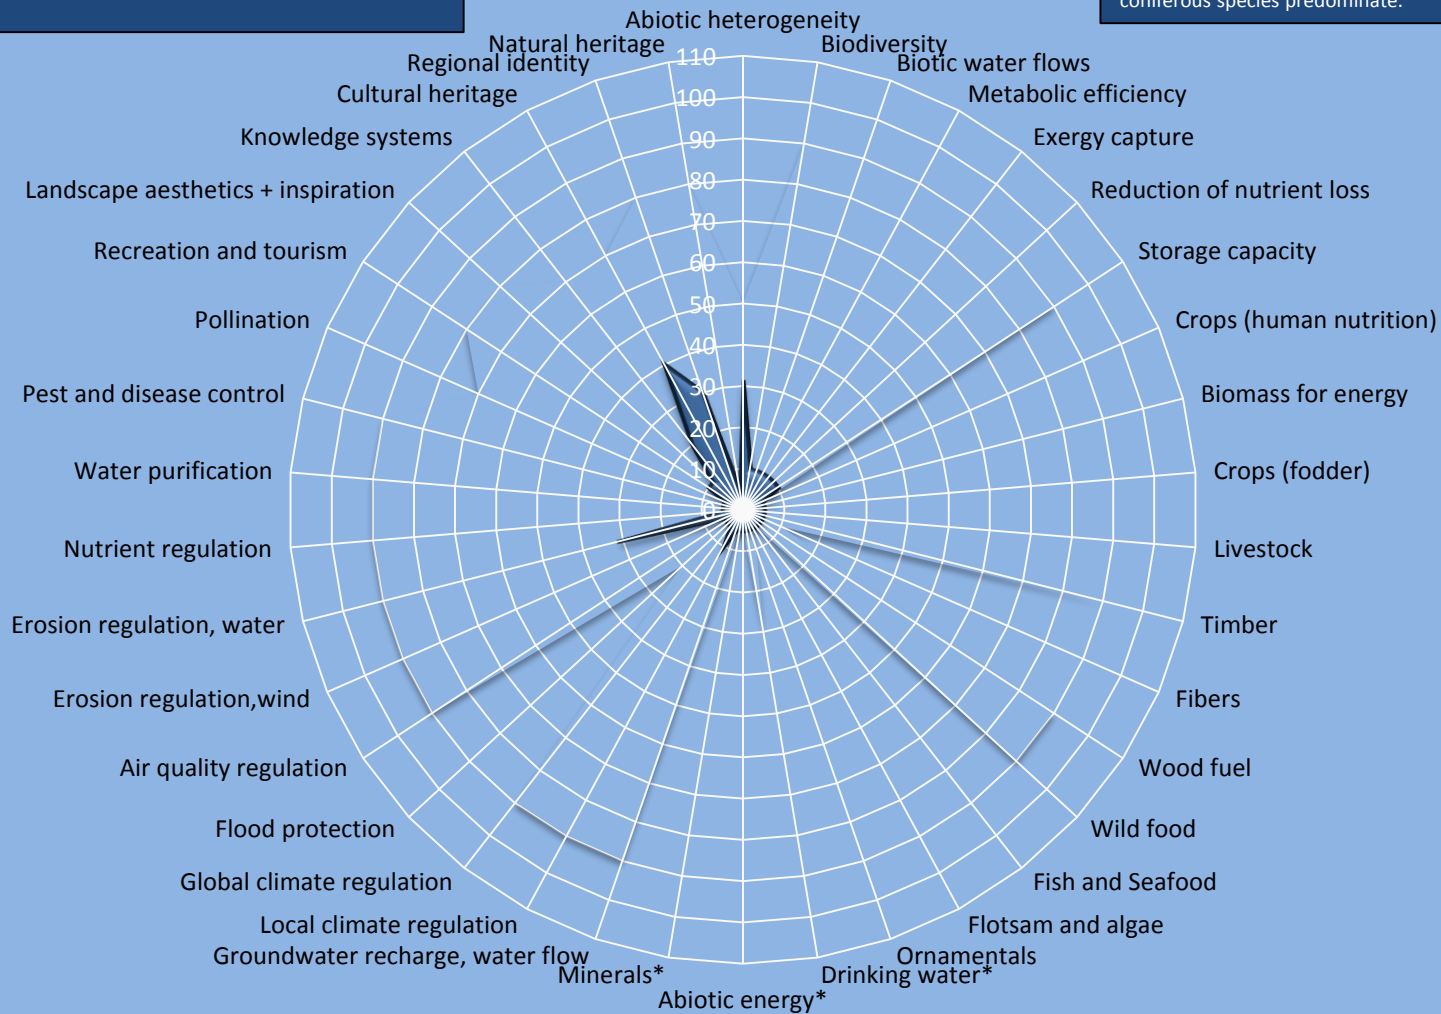 coniferous species predominate.
Abiotic heterogeneity
Biodiversity
Biotic water flows
Metabolic efficiency
Exergy capture
Reduction of nutrient loss
Storage capacity
Crops (human nutrition)
Biomass for energy
Crops (fodder)
Livestock
Timber
Fibers
Wood fuel
Wild food
Fish and Seafood
Flotsam and algae
Ornamentals
Drinking water*
Abiotic energy*
Minerals*
Groundwater recharge, water flow
Local climate regulation
Global climate regulation
Flood protection
Air quality regulation
Erosion regulation,wind
Erosion regulation, water
Nutrient regulation
Water purification
Pest and disease control
Pollination
Recreation and tourism
Landscape aesthetics + inspiration
Knowledge systems
Cultural heritage
Regional identity
Natural heritage
110
100
90
80
70
60
50
40
30
20
10
0